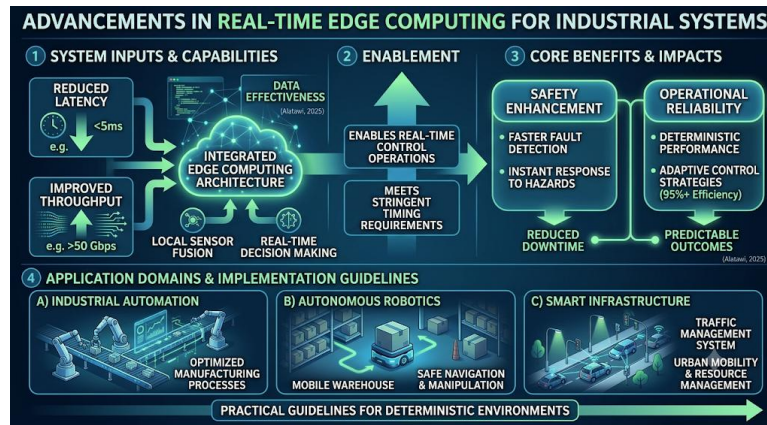 ADVANCEMENTS IN REAL-TIME EDGE COMPUTING FOR INDUSTRIAL SYSTEMS
1 SYSTEM INPUTS & CAPABILITIES
REDUCED
LATENCY
<5ms
e.g.
IMPROVED
THROUGHPUT
e.g. >50 Gbps
DATA
EFFECTIVENESS
(Alatawi, 2025)
INTEGRATED
EDGE COMPUTING
ARCHITECTURE
LOCAL SENSOR
FUSION
REAL-TIME
DECISION MAKING
2 ENABLEMENT
ENABLES REAL-TIME
CONTROL
OPERATIONS
MEETS
STRINGENT
TIMING
REQUIREMENTS
3 CORE BENEFITS & IMPACTS
SAFETY
ENHANCEMENT
• FASTER FAULT
DETECTION
• INSTANT RESPONSE
TO HAZARDS
REDUCED
DOWNTIME
OPERATIONAL
RELIABILITY
• DETERMINISTIC
PERFORMANCE
• ADAPTIVE CONTROL
STRATEGIES
(95%+ Efficiency)
PREDICTABLE
OUTCOMES
(Alatawi, 2025)
4 APPLICATION DOMAINS & IMPLEMENTATION GUIDELINES
A) INDUSTRIAL AUTOMATION
OPTIMIZED
MANUFACTURING
PROCESSES
B) AUTONOMOUS ROBOTICS
MOBILE WAREHOUSE
SAFE NAVIGATION
& MANIPULATION
C) SMART INFRASTRUCTURE
TRAFFIC
MANAGEMENT
SYSTEM
URBAN MOBILITY
& RESOURCE
MANAGEMENT
PRACTICAL GUIDELINES FOR DETERMINISTIC ENVIRONMENTS